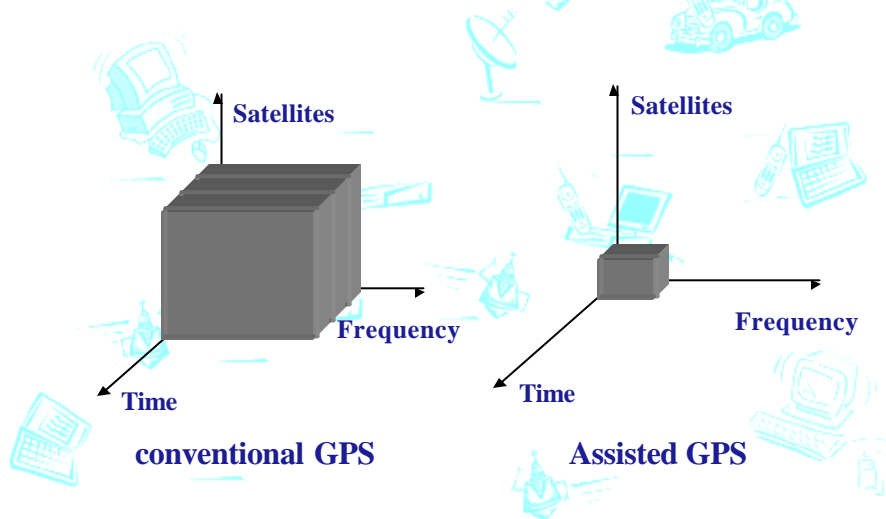 Satellites
Frequency
Time
conventional GPS
Satellites
Frequency
Time
Assisted GPS